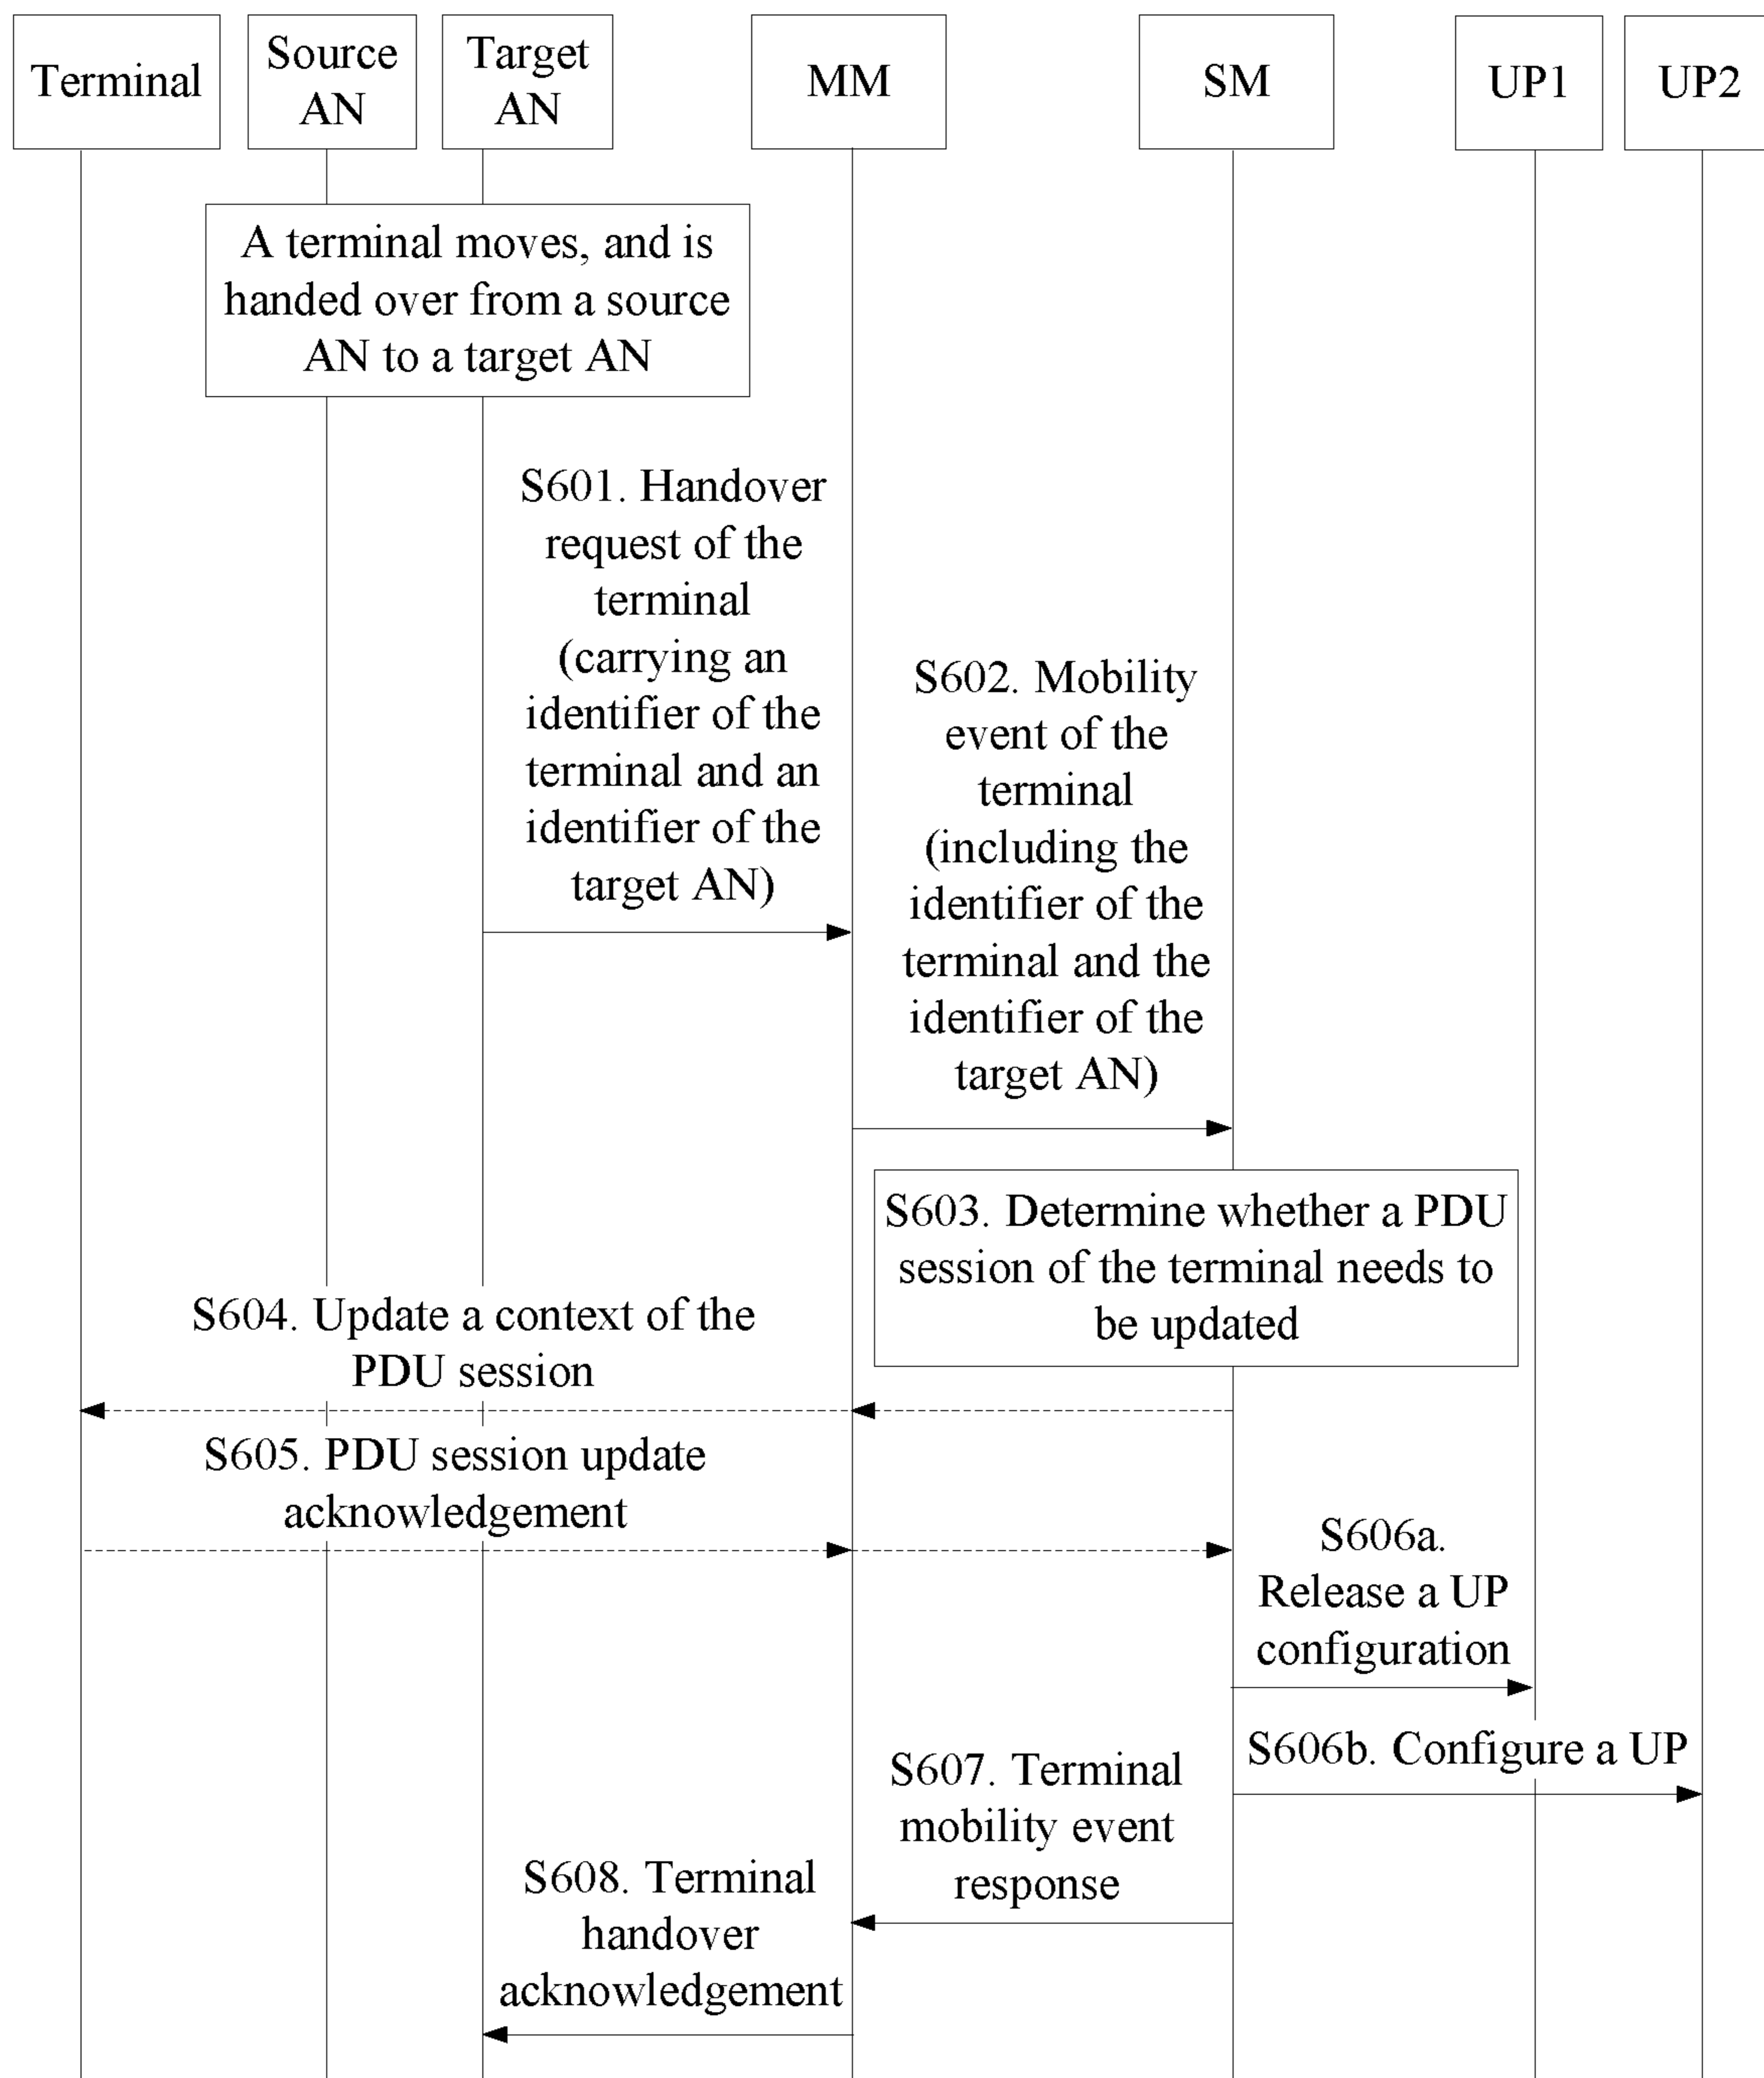 Terminal
Source
AN
Target
AN
MM
SM
UP1
UP2
A terminal moves, and is
handed over from a source
AN to a target AN
S601. Handover
request of the
terminal
(carrying an
identifier of the
terminal and an
identifier of the
target AN)
S602. Mobility
event of the
terminal
(including the
identifier of the
terminal and the
identifier of the
target AN)
S603. Determine whether a PDU
session of the terminal needs to
be updated
S604. Update a context of the
PDU session
S605. PDU session update
acknowledgement
S606a.
Release a UP
configuration
S606b. Configure a UP
S607. Terminal
mobility event
response
S608. Terminal
handover
acknowledgement